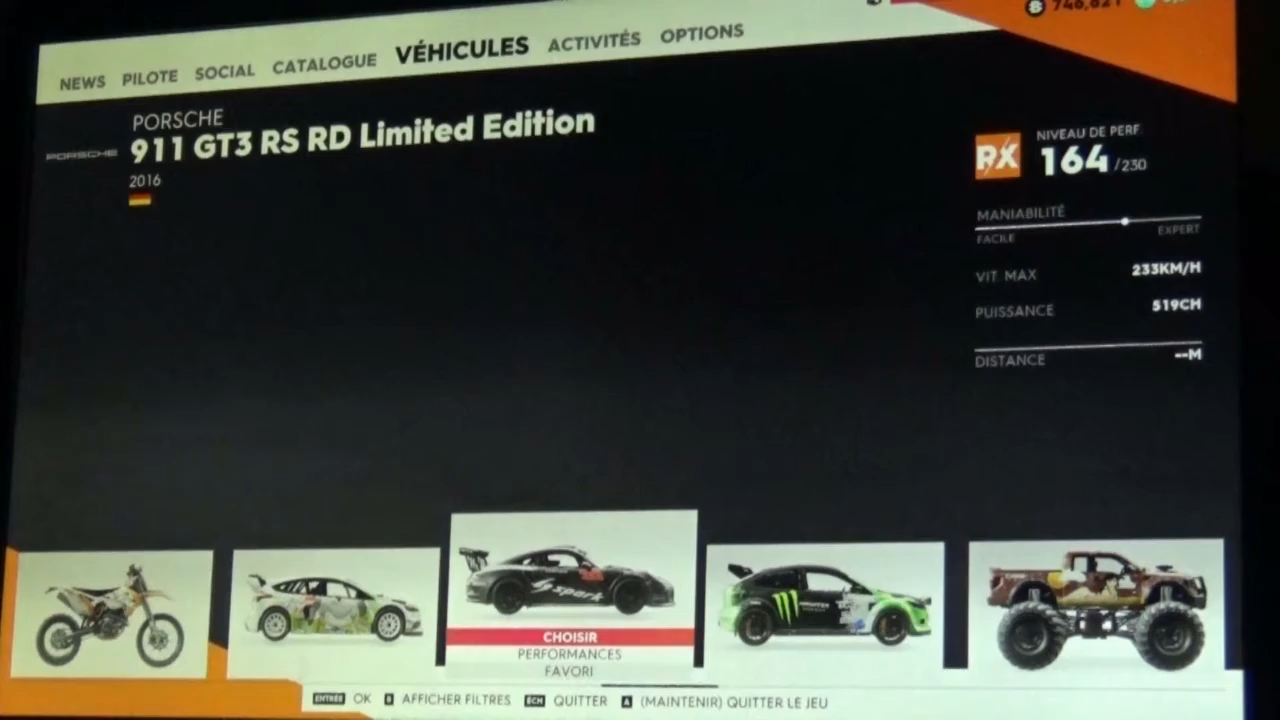 NEWS PILOTE SOCIAL CATALOGUE VÉHICULES ACTIVITÉS OPTIONS
PORSCHE
PORSCHE 911 GT3 RS RD Limited Edition
2016
RX NIVEAU DE PERF
164 /230
MANIABILITÉ
FACILE EXPERT
VIT. MAX 233KM/H
PUISSANCE 519CH
DISTANCE --M
spark
CHOISIR
PERFORMANCES
FAVORI
ENTRÉE OK AFFICHER FILTRES ÉCH QUITTER A (MAINTENIR) QUITTER LE JEU